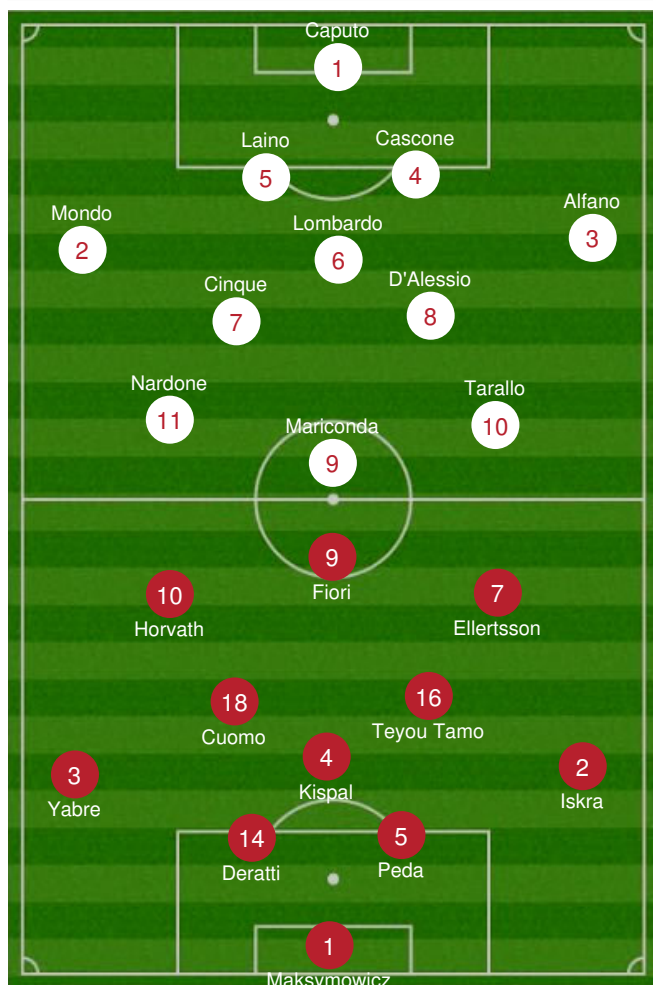 Caputo
1
Laino
5
Cascone
4
Mondo
2
Lombardo
6
Alfano
3
Cinque
7
D'Alessio
8
Nardone
11
Tarallo
10
Mariconda
9
9
Fiori
10
Horvath
7
Ellertsson
18
Cuomo
16
Teyou Tamo
4
Kispal
3
Yabre
2
Iskra
14
Deratti
5
Peda
1
Maksymowicz